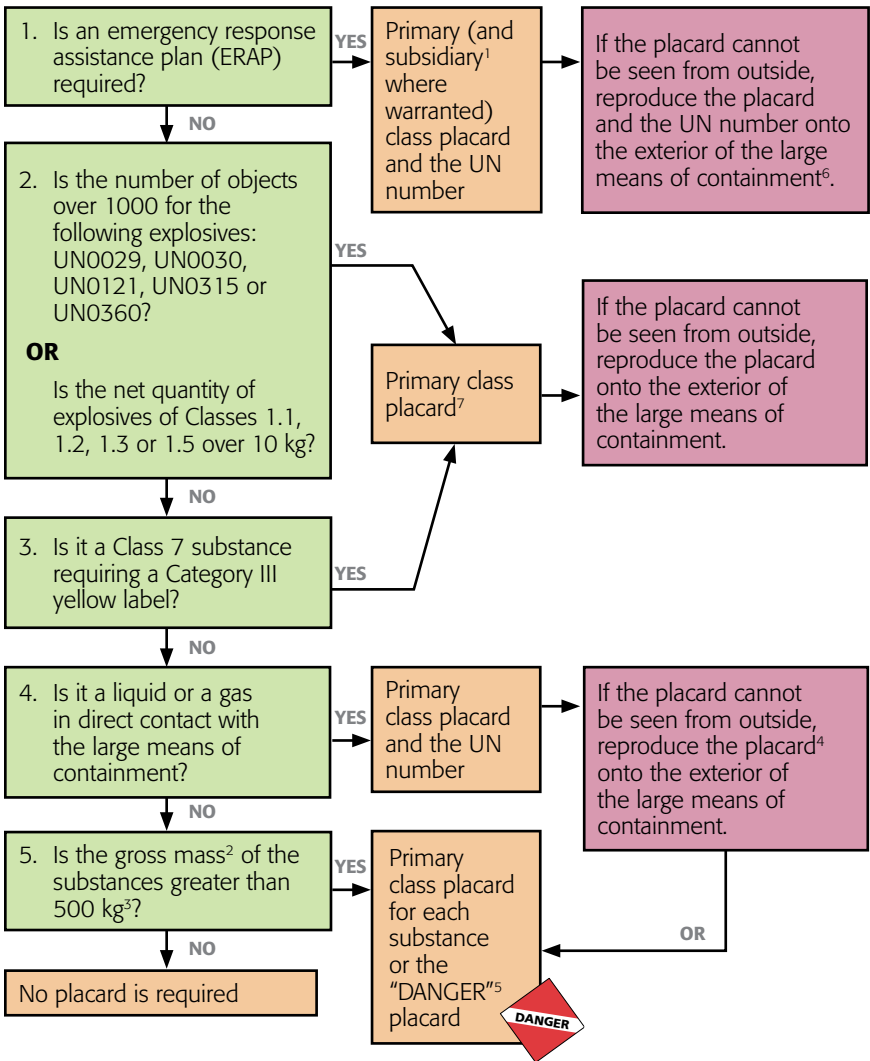 1. Is an emergency response
assistance plan (ERAP)
required?
YES
Primary (and
subsidiary¹
where
warranted)
class placard
and the UN
number
If the placard cannot
be seen from outside,
reproduce the placard
and the UN number onto
the exterior of the large
means of containment⁶.
NO
2. Is the number of objects
over 1000 for the
following explosives:
UN0029, UN0030,
UN0121, UN0315 or
UN0360?
OR
Is the net quantity of
explosives of Classes 1.1,
1.2, 1.3 or 1.5 over 10 kg?
YES
Primary class
placard⁷
If the placard cannot
be seen from outside,
reproduce the placard
onto the exterior of
the large means of
containment.
NO
3. Is it a Class 7 substance
requiring a Category III
yellow label?
YES
NO
4. Is it a liquid or a gas
in direct contact with
the large means of
containment?
YES
Primary
class placard
and the UN
number
If the placard cannot
be seen from outside,
reproduce the placard⁴
onto the exterior of
the large means of
containment.
NO
5. Is the gross mass² of the
substances greater than
500 kg³?
YES
Primary
class placard
for each
substance
or the
"DANGER"⁵
placard
DANGER
OR
NO
No placard is required